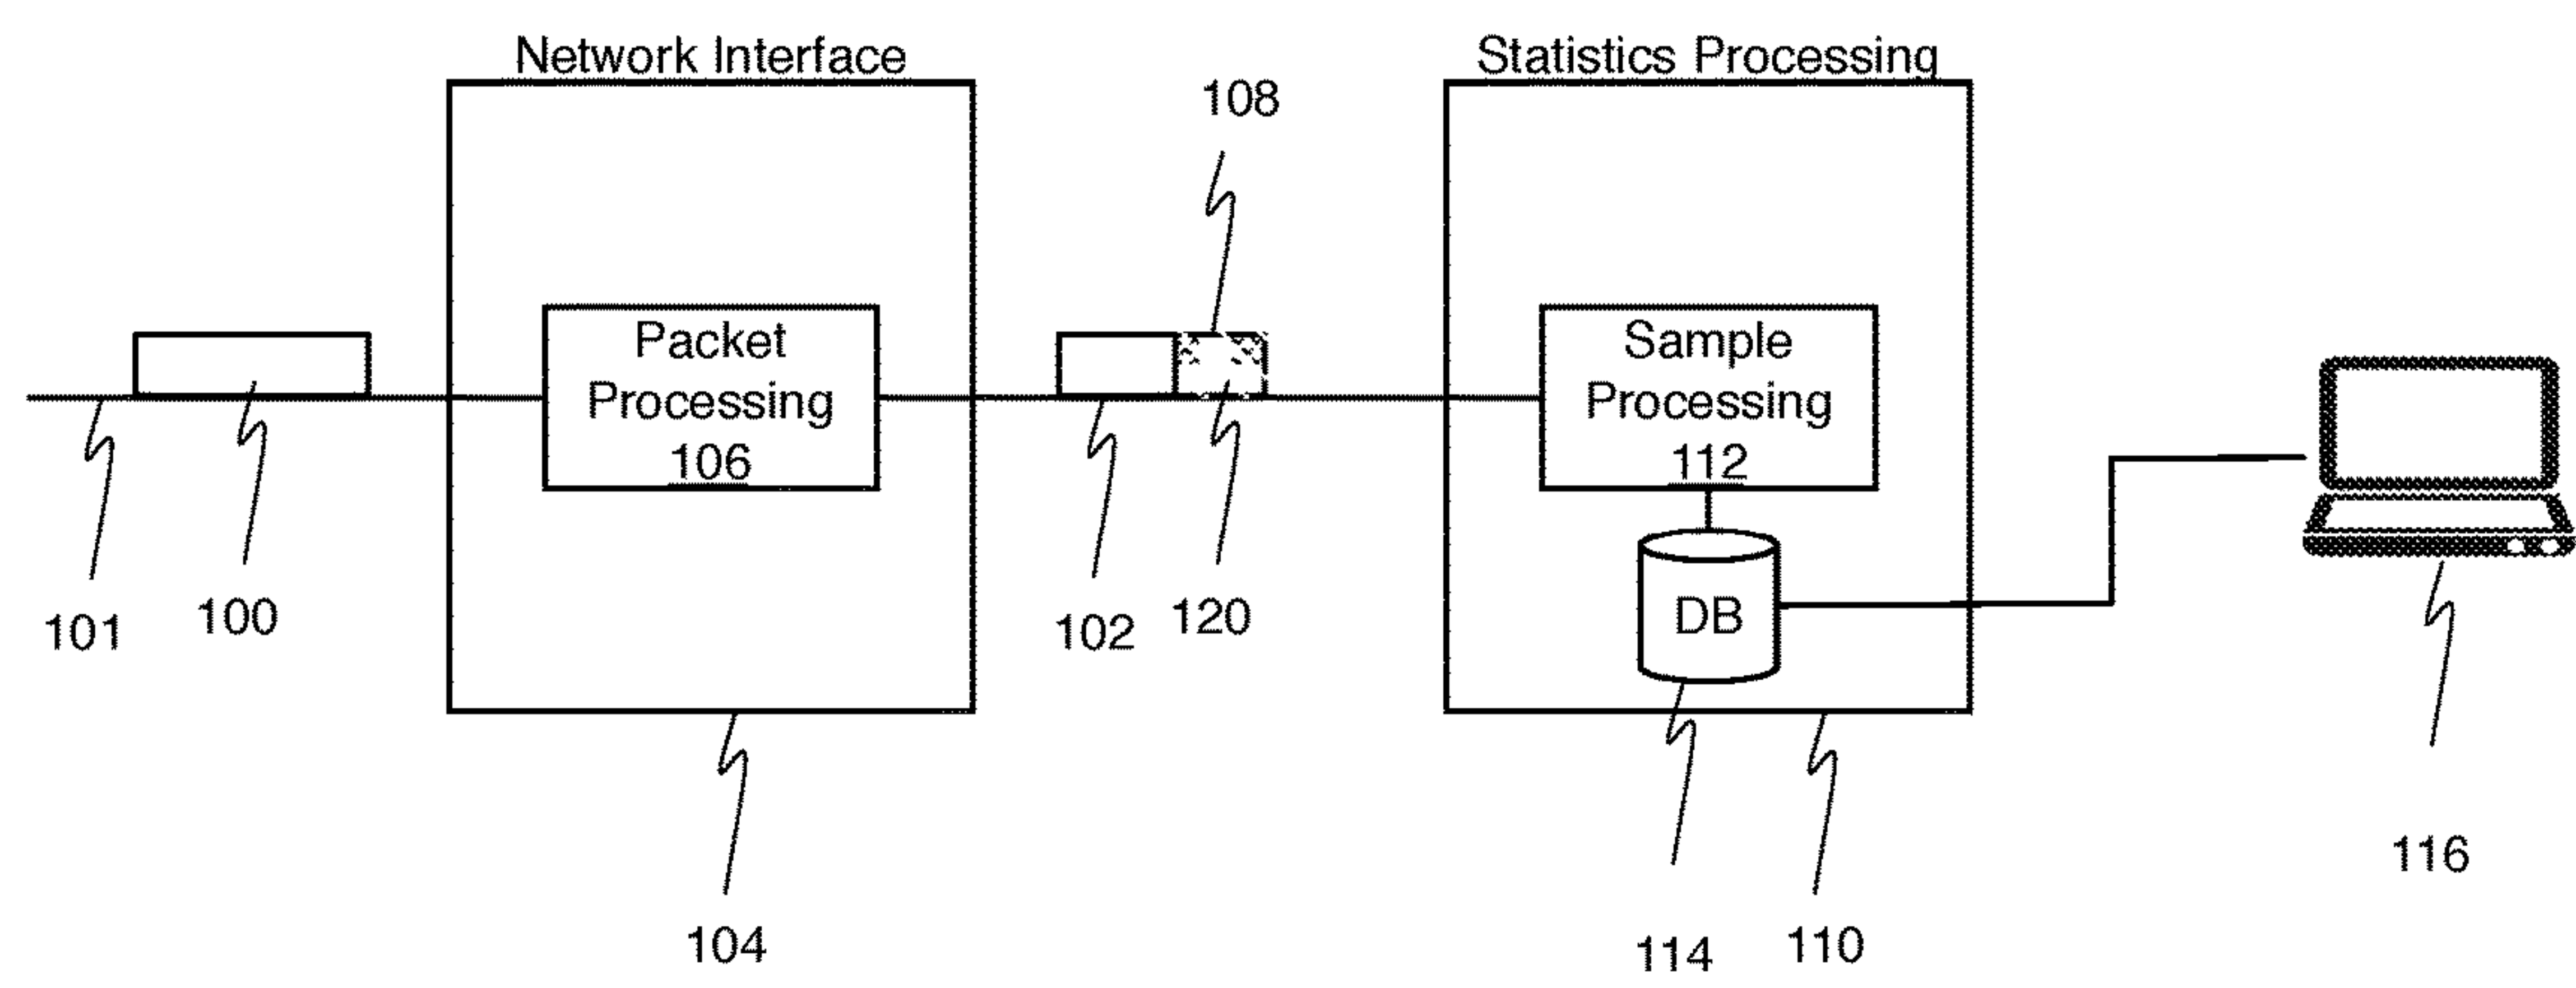 Network Interface
Statistics Processing
108
Packet
Processing
106
Sample
Processing
112
DB
101
100
102
120
104
114
110
116